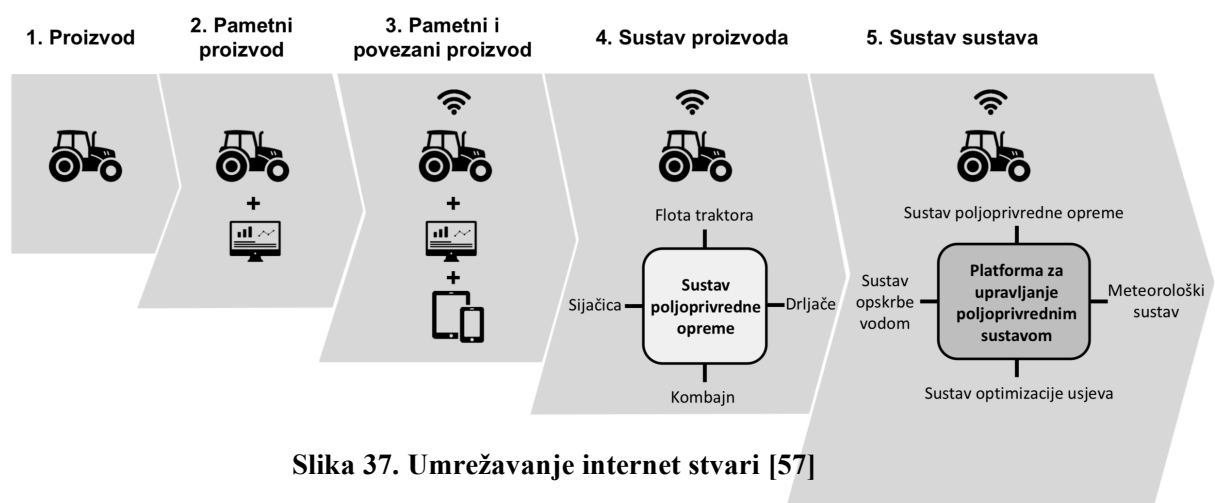 1. Proizvod
2. Pametni
proizvod
3. Pametni i
povezani proizvod
4. Sustav proizvoda
5. Sustav sustava
+
+
+
Flota traktora
Sijačica
Sustav
poljoprivredne
opreme
Drljače
Kombajn
Sustav poljoprivredne opreme
Sustav
opskrbe
vodom
Platforma za
upravljanje
poljoprivrednim
sustavom
Meteorološki
sustav
Sustav optimizacije usjeva
Slika 37. Umrežavanje internet stvari [57]